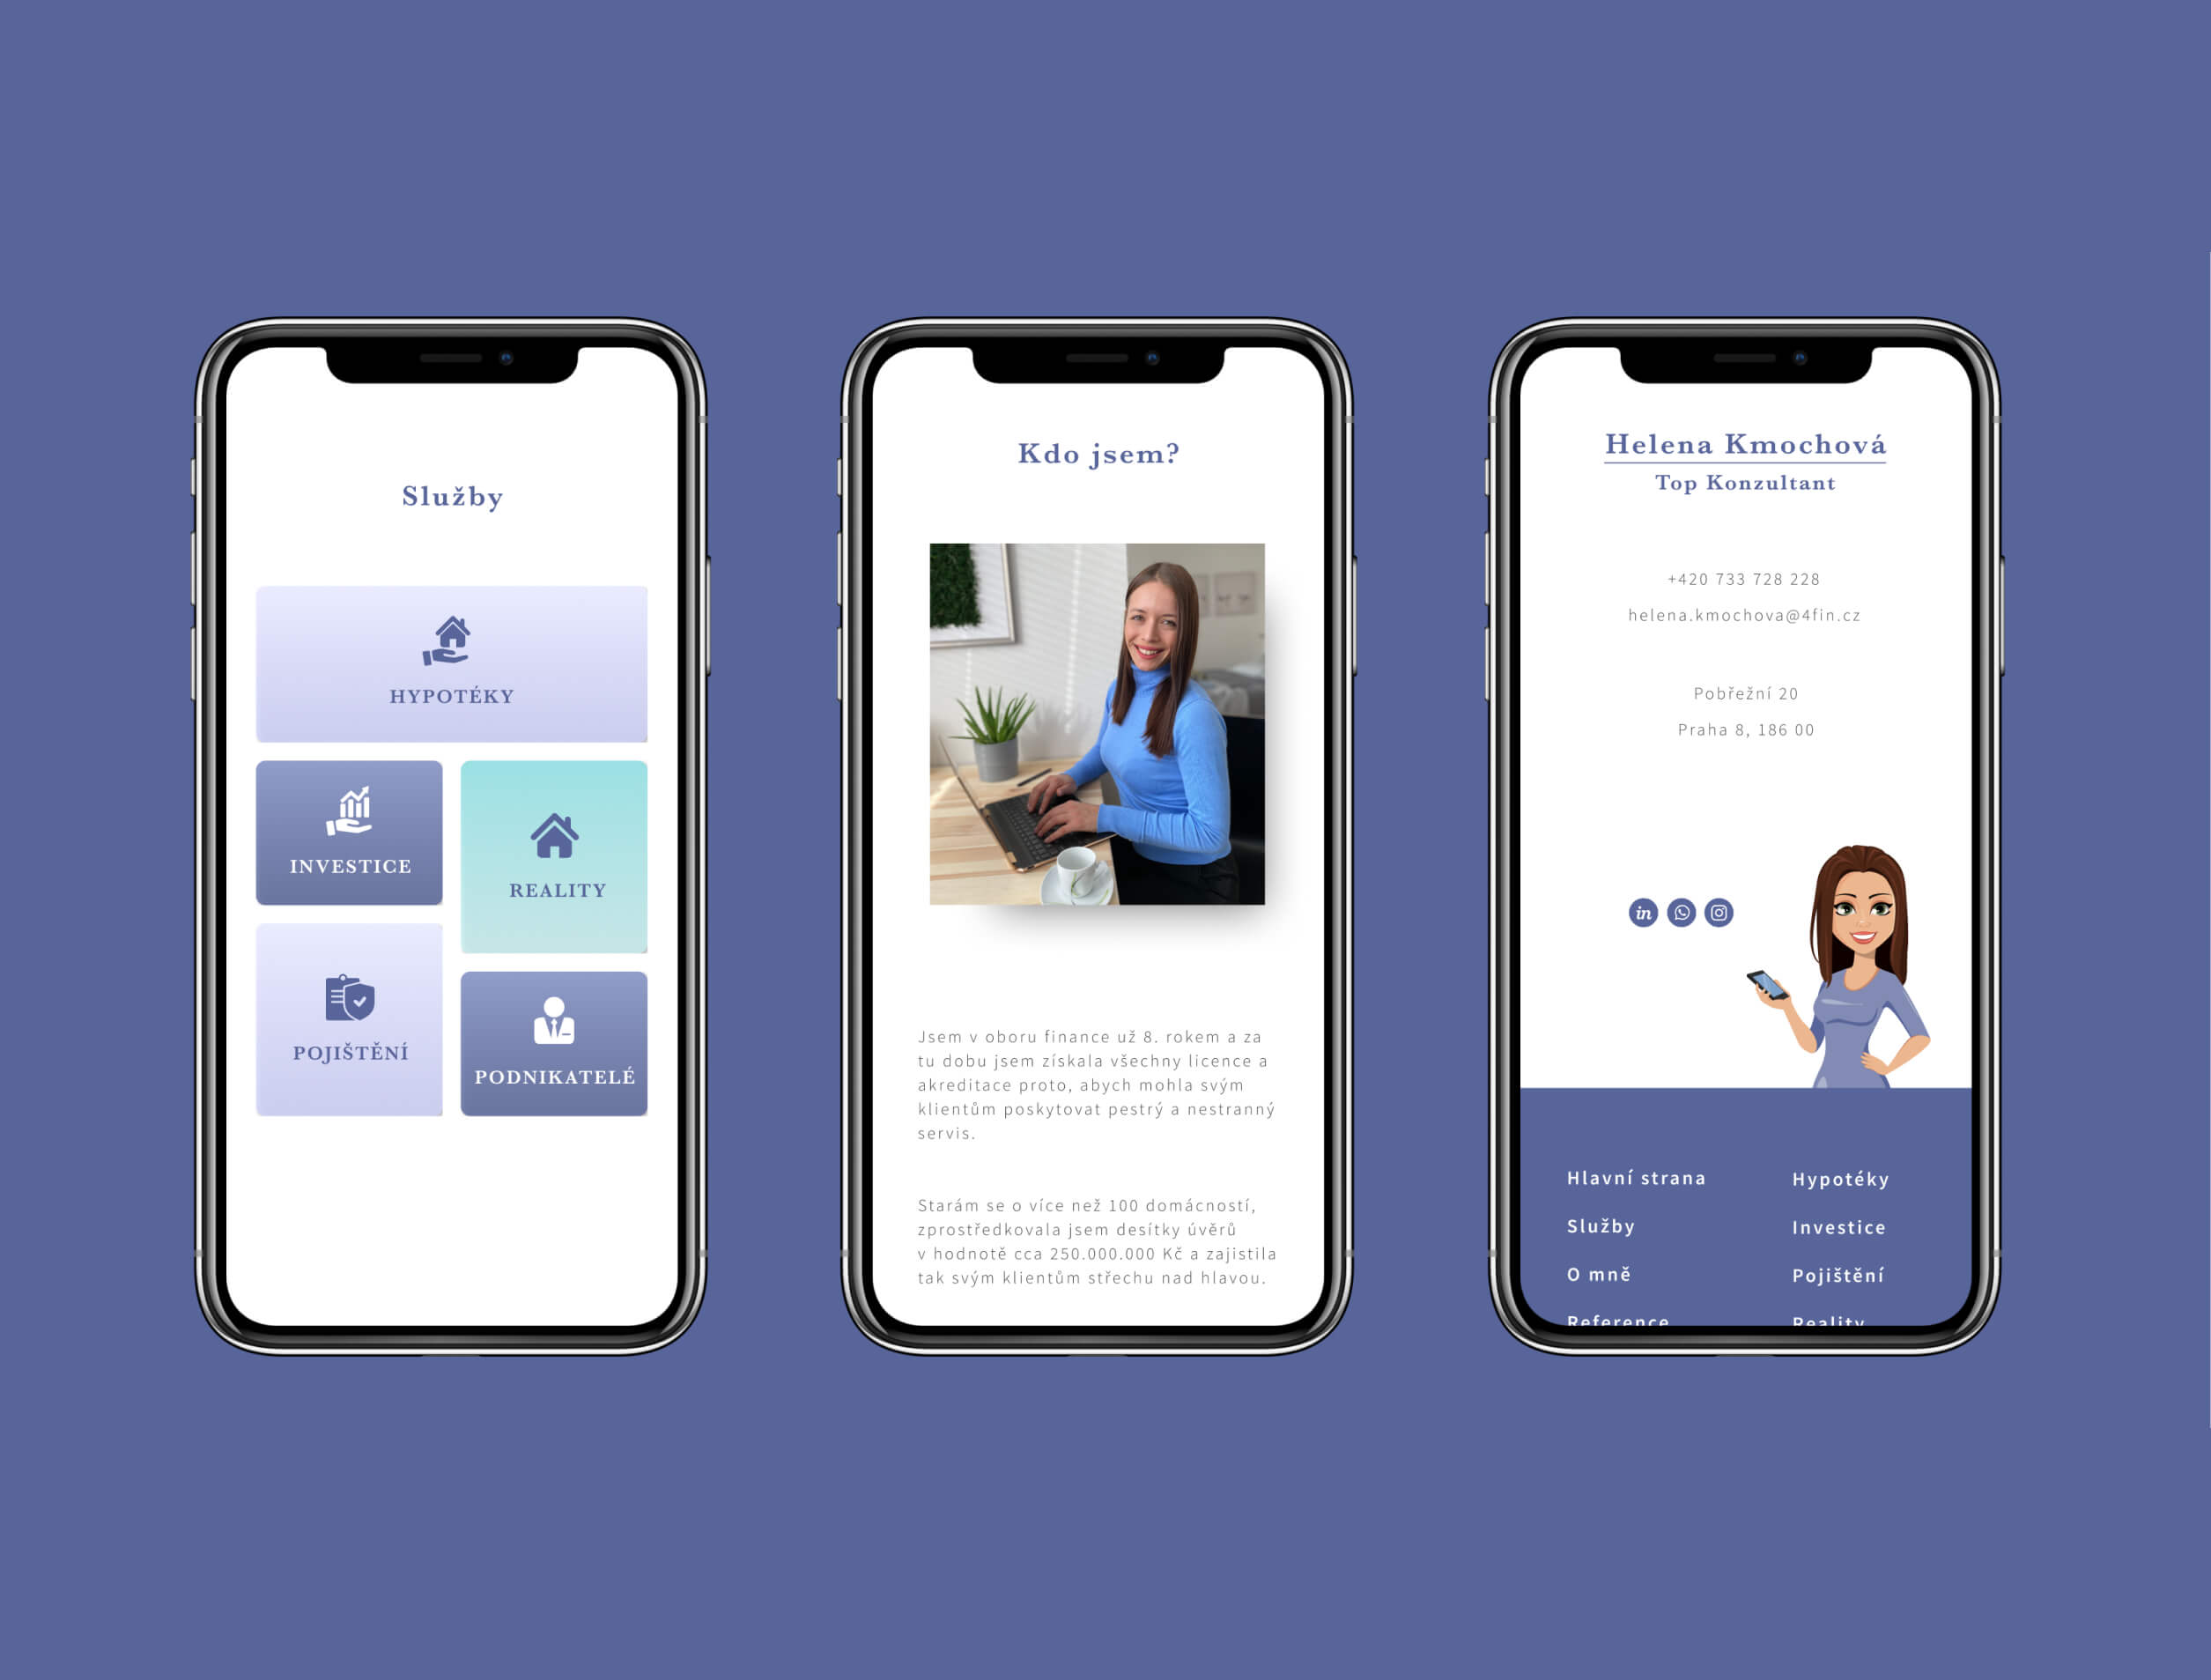 Služby
HYPOTÉKY
INVESTICE
REALITY
POJIŠTĚNÍ
PODNIKATELÉ
Kdo jsem?
Jsem v oboru finance už 8. rokem a za
tu dobu jsem získala všechny licence a
akreditace proto, abych mohla svým
klientům poskytovat pestrý a nestranný
servis.
Starám se o více než 100 domácností,
zprostředkovala jsem desítky úvěrů
v hodnotě cca 250.000.000 Kč a zajistila
tak svým klientům střechu nad hlavou.
Helena Kmochová
Top Konzultant
+420 733 728 228
helena.kmochova@4fin.cz
Pobřežní 20
Praha 8, 186 00
in
Hlavní strana
Služby
O mně
Reference
Hypotéky
Investice
Pojištění
Reality